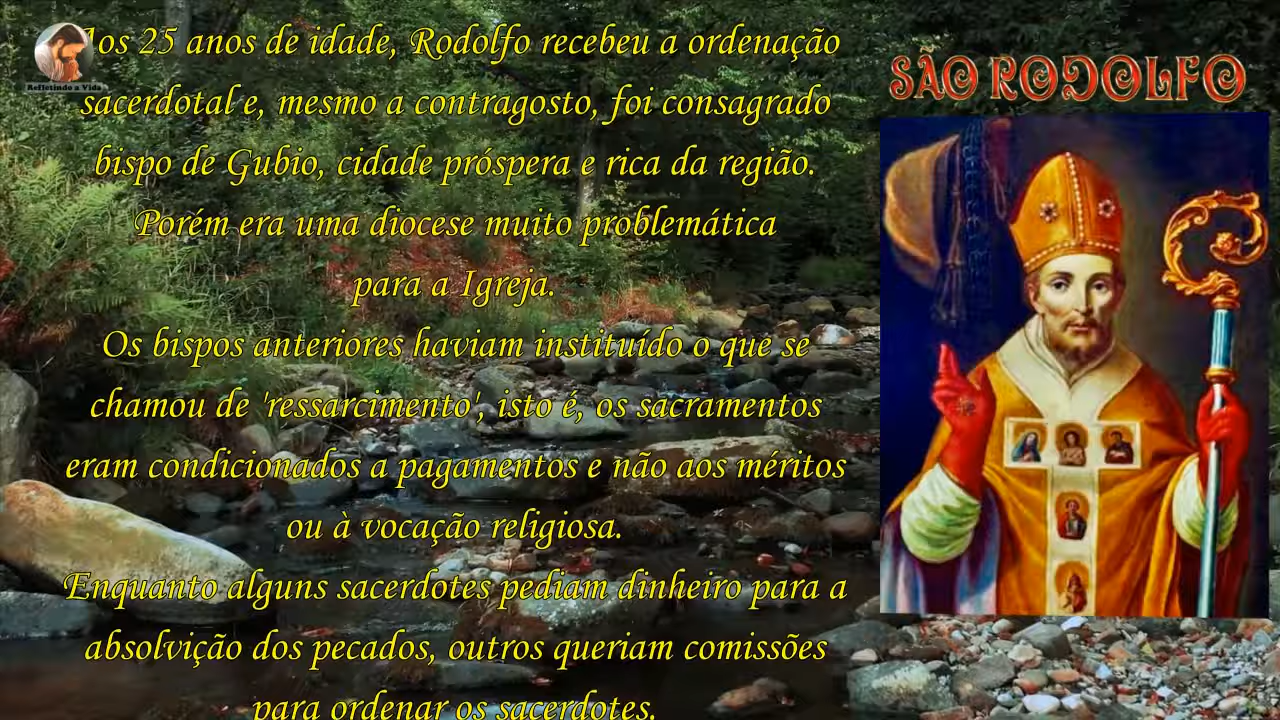 Aos 25 anos de idade, Rodolfo recebeu a ordenação
sacerdotal e, mesmo a contragosto, foi consagrado
bispo de Gubio, cidade próspera e rica da região.
Porém era uma diocese muito problemática
para a Igreja.
Os bispos anteriores haviam instituído o que se
chamou de 'ressarcimento', isto é, os sacramentos
eram condicionados a pagamentos e não aos méritos
ou à vocação religiosa.
Enquanto alguns sacerdotes pediam dinheiro para a
absolvição dos pecados, outros queriam comissões
para ordenar os sacerdotes.
SÃO RODOLFO
Refletindo a Vida